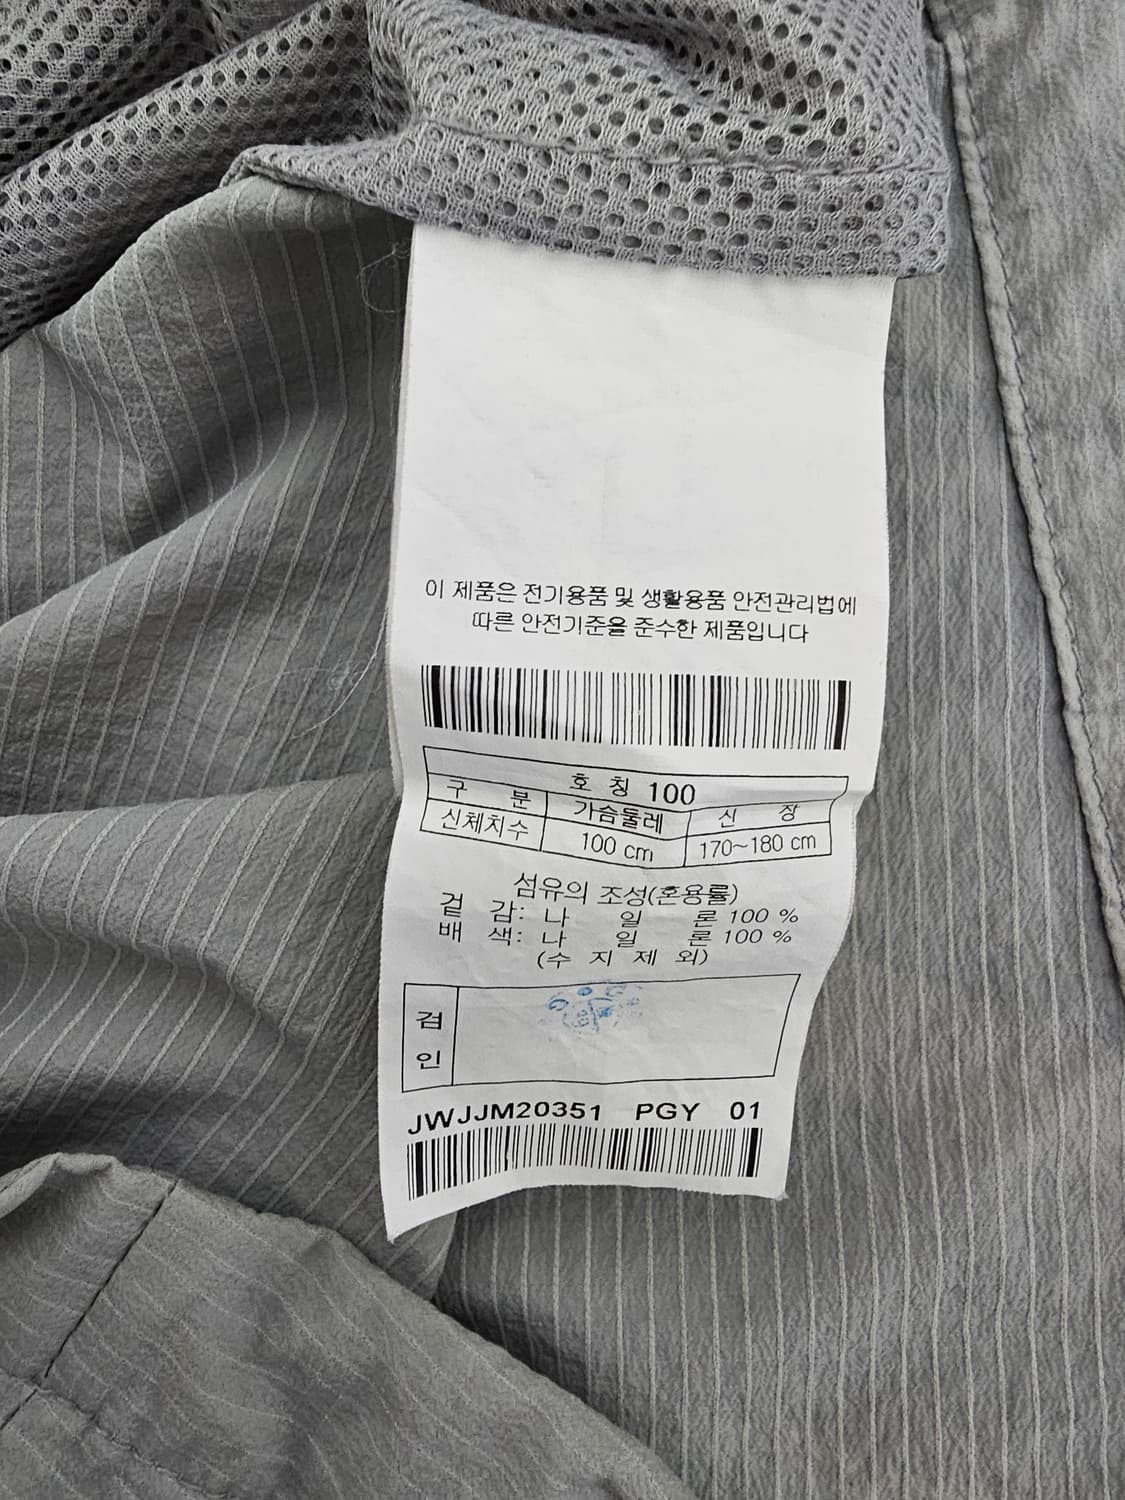 이 제품은 전기용품 및 생활용품 안전관리법에
따른 안전기준을 준수한 제품입니다
호 칭 100
구 분 가슴둘레 신 장
신체치수 100 cm 170~180 cm
섬유의 조성(혼용률)
겉 감: 나 일 론 100 %
배 색: 나 일 론 100 %
(수 지 제 외)
검
인
JWJJM20351 PGY 01